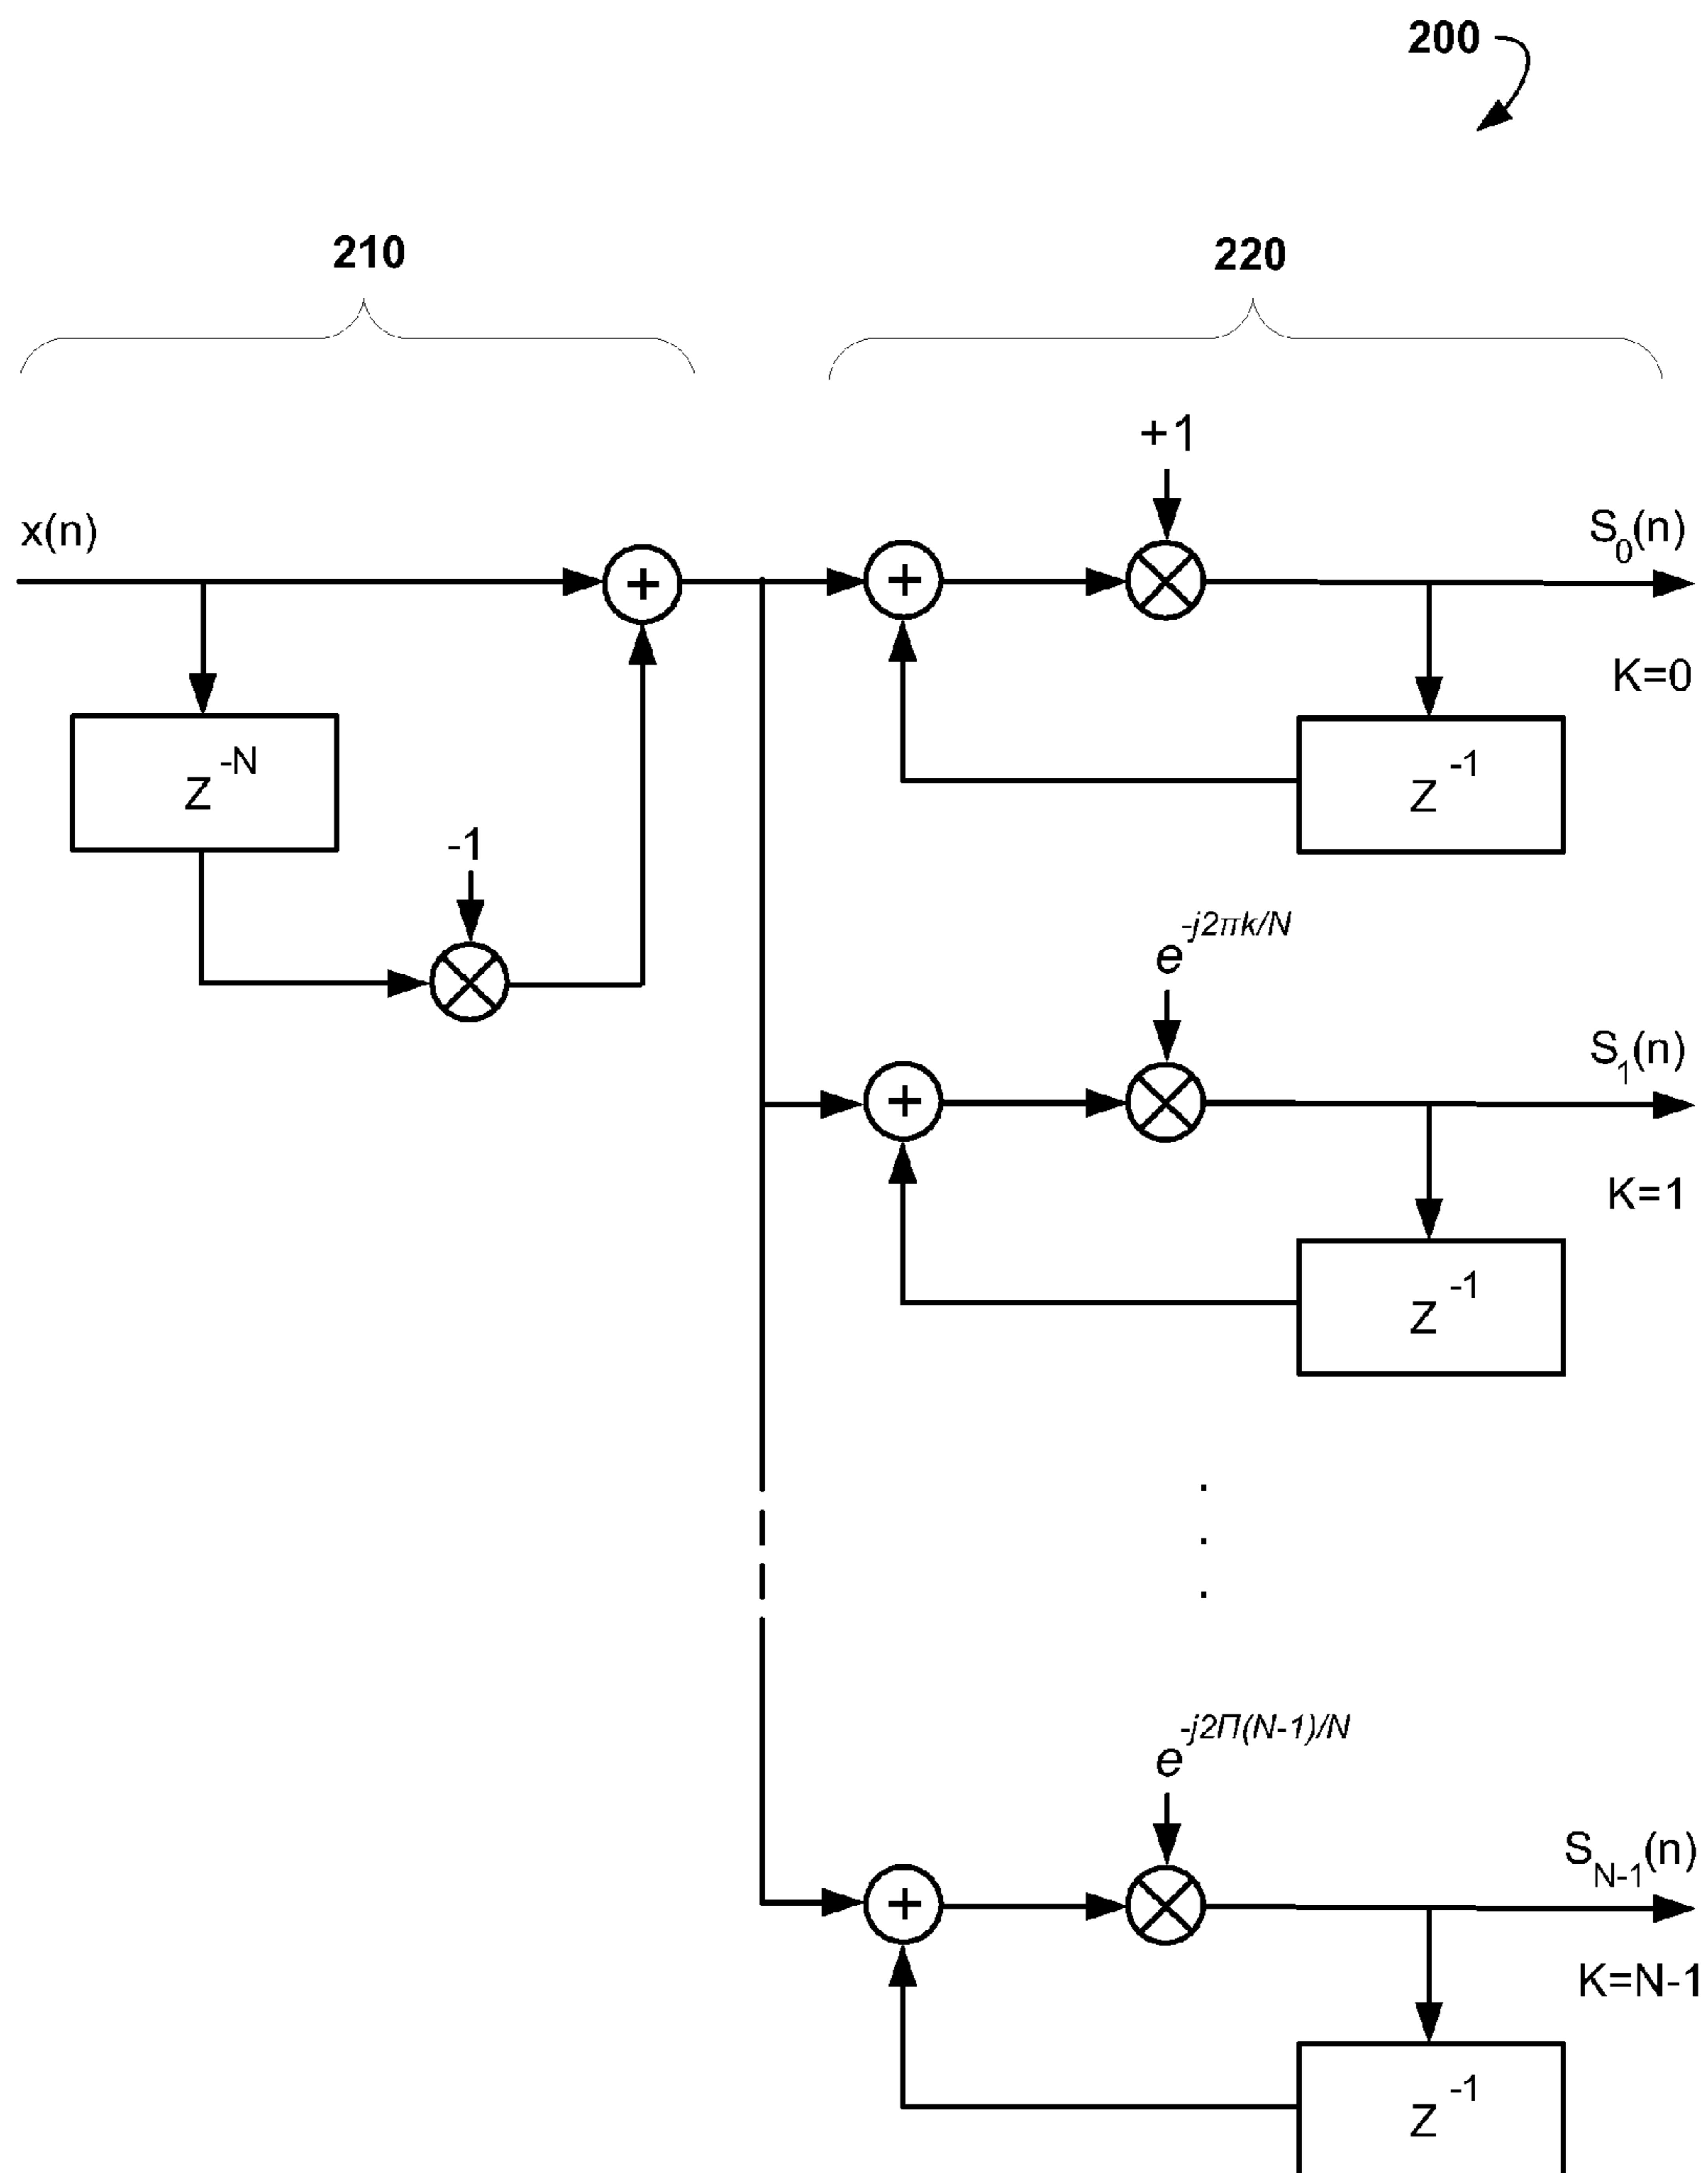 200
210
220
+1
x(n)
S0(n)
K=0
z-N
z-1
-1
e-j2πk/N
S1(n)
K=1
z-1
.
.
.
e-j2Π(N-1)/N
SN-1(n)
K=N-1
z-1